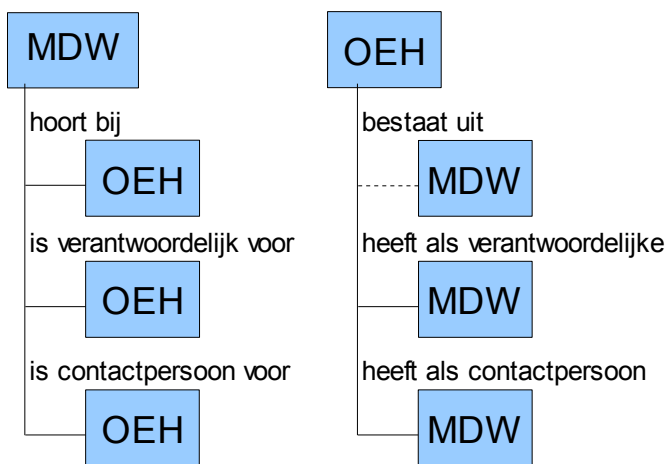 MDW
hoort bij
OEH
is verantwoordelijk voor
OEH
is contactpersoon voor
OEH
OEH
bestaat uit
MDW
heeft als verantwoordelijke
MDW
heeft als contactpersoon
MDW